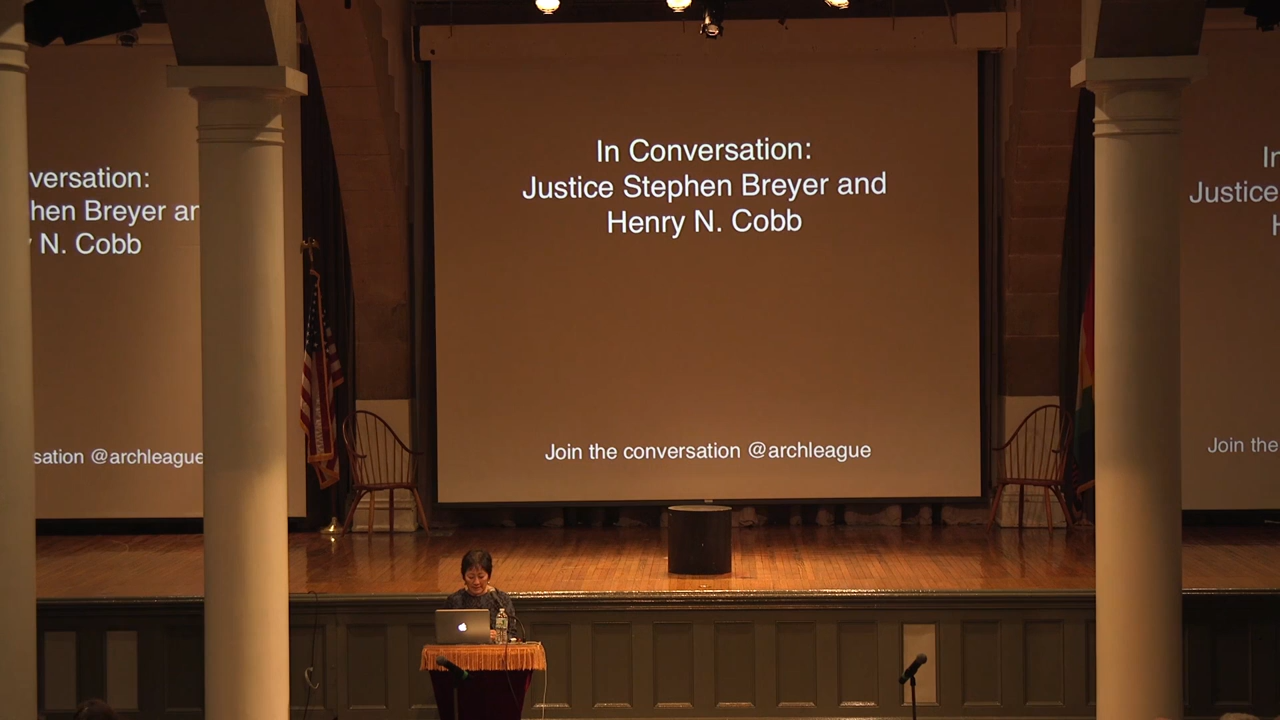 In Conversation:
Justice Stephen Breyer and
Henry N. Cobb
Join the conversation @archleague
versation:
hen Breyer an
N. Cobb
sation @archleague
In
Justice
Join the